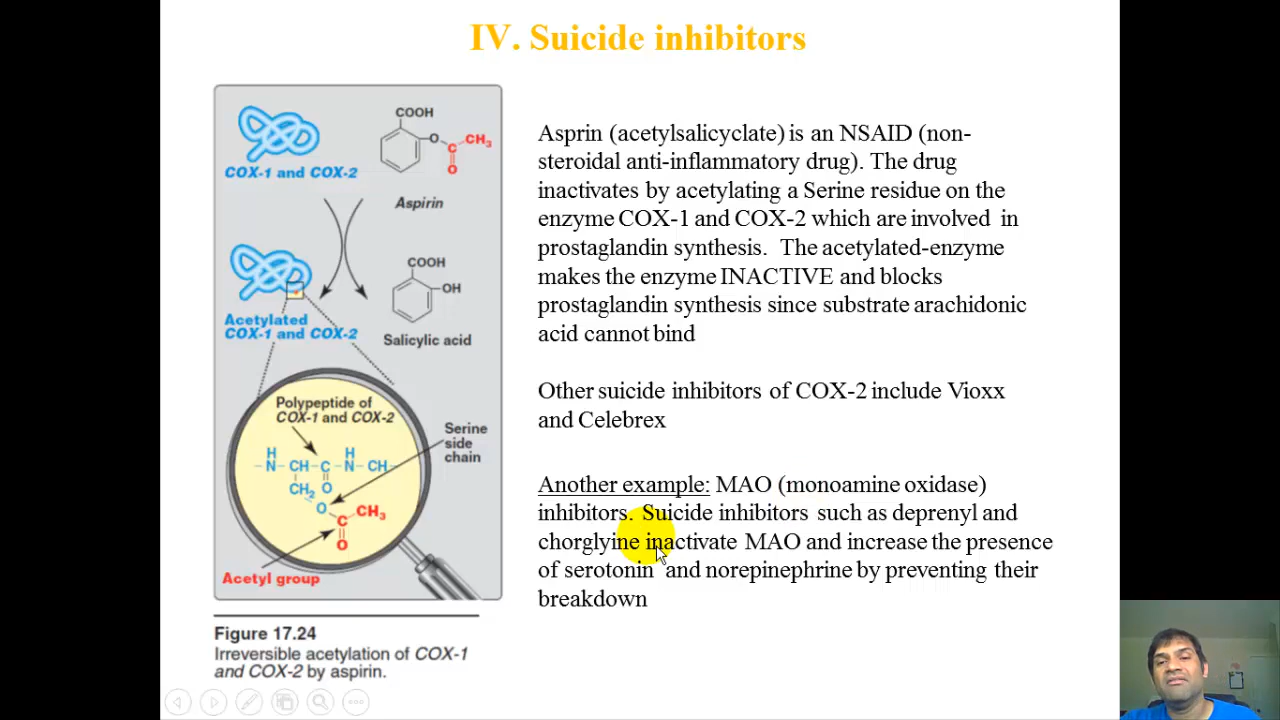 IV. Suicide inhibitors
COX-1 and COX-2
COOH
O
C
CH3
O
Aspirin
COOH
OH
Acetylated
COX-1 and COX-2
Salicylic acid
Polypeptide of
COX-1 and COX-2
Serine
side
chain
H H
-N-CH-C-N-CH-
CH2 O
O
C
CH3
O
Acetyl group
Figure 17.24
Irreversible acetylation of COX-1
and COX-2 by aspirin.
Asprin (acetylsalicyclate) is an NSAID (non-
steroidal anti-inflammatory drug). The drug
inactivates by acetylating a Serine residue on the
enzyme COX-1 and COX-2 which are involved in
prostaglandin synthesis. The acetylated-enzyme
makes the enzyme INACTIVE and blocks
prostaglandin synthesis since substrate arachidonic
acid cannot bind
Other suicide inhibitors of COX-2 include Vioxx
and Celebrex
Another example: MAO (monoamine oxidase)
inhibitors. Suicide inhibitors such as deprenyl and
chorglyine inactivate MAO and increase the presence
of serotonin and norepinephrine by preventing their
breakdown